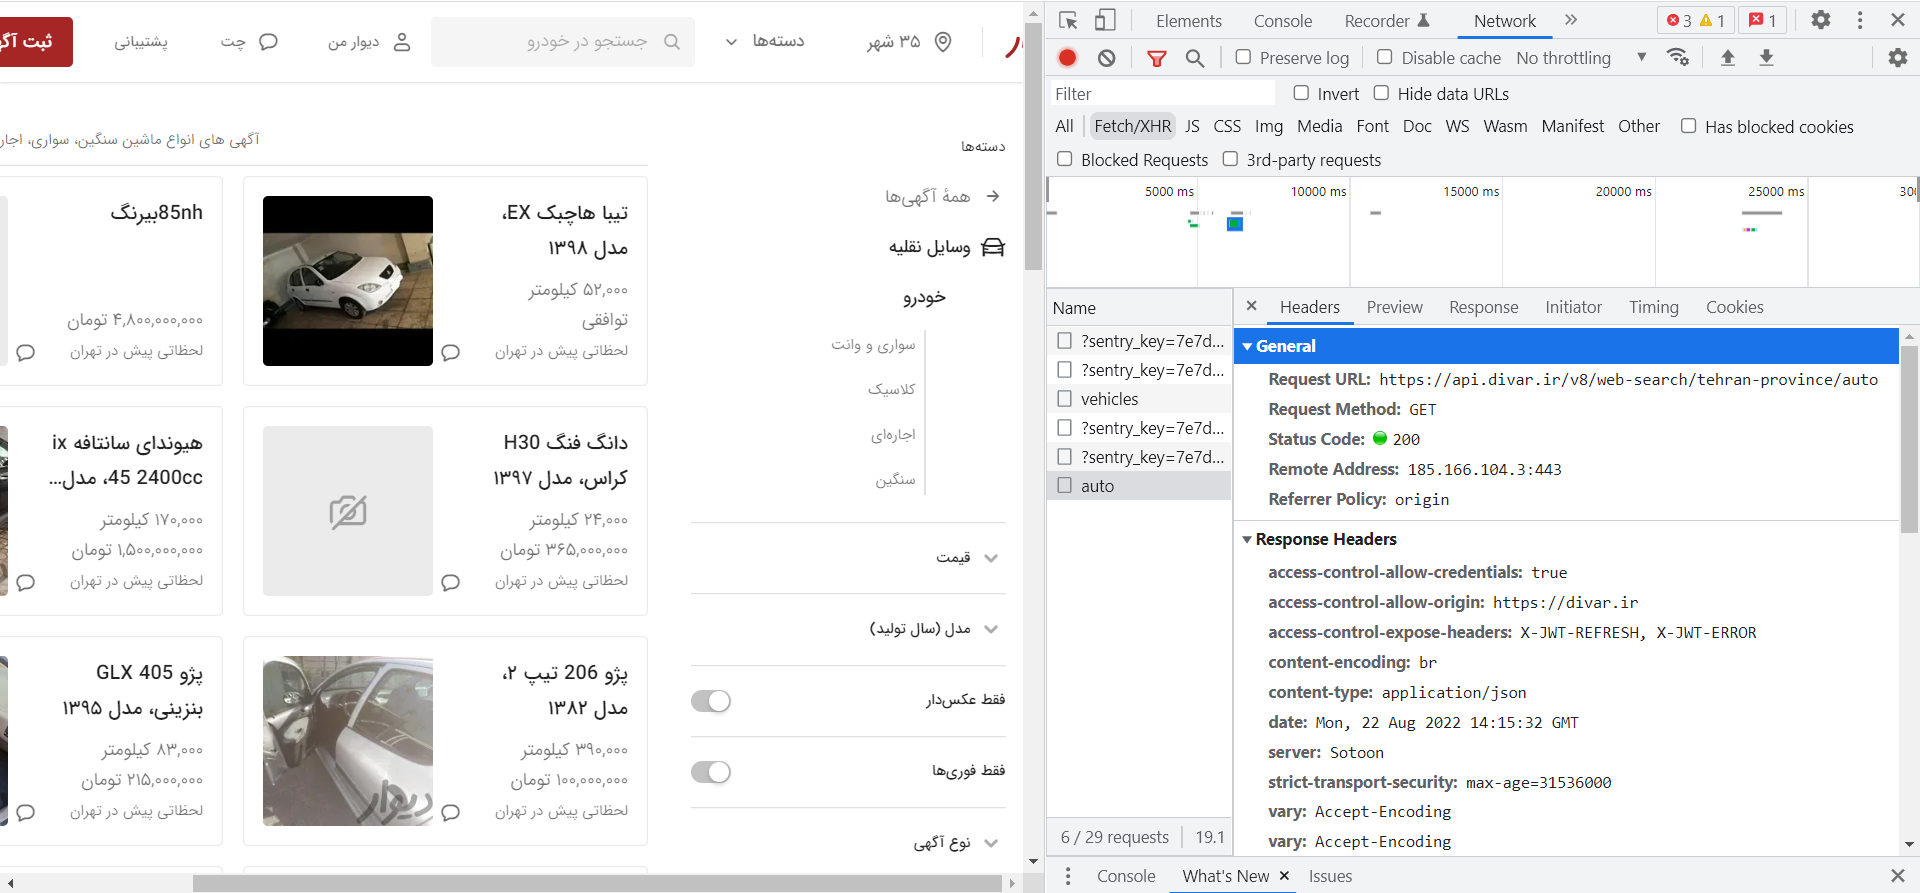 ۳۵ شهر
دسته‌ها
جستجو در خودرو
دیوار من
چت
پشتیبانی
دسته‌ها
همهٔ آگهی‌ها
وسایل نقلیه
خودرو
سواری و وانت
کلاسیک
اجاره‌ای
سنگین
قیمت
مدل (سال تولید)
فقط عکس‌دار
فقط فوری‌ها
نوع آگهی
آگهی های انواع ماشین سنگین، سواری،
تیبا هاچبک EX،
مدل ۱۳۹۸
۵۲,۰۰۰ کیلومتر
توافقی
لحظاتی پیش در تهران
85nhبیرنگ
۴,۸۰۰,۰۰۰,۰۰۰ تومان
لحظاتی پیش در تهران
دانگ فنگ H30
کراس، مدل ۱۳۹۷
۲۴,۰۰۰ کیلومتر
۳۶۵,۰۰۰,۰۰۰ تومان
لحظاتی پیش در تهران
هیوندای سانتافه ix
45 2400cc، مدل...
۱۷۰,۰۰۰ کیلومتر
۱,۵۰۰,۰۰۰,۰۰۰ تومان
لحظاتی پیش در تهران
پژو 206 تیپ ۲،
مدل ۱۳۸۲
۳۹۰,۰۰۰ کیلومتر
۱۰۰,۰۰۰,۰۰۰ تومان
لحظاتی پیش در تهران
دیوار
پژو 405 GLX
بنزینی، مدل ۱۳۹۵
۸۳,۰۰۰ کیلومتر
۲۱۵,۰۰۰,۰۰۰ تومان
لحظاتی پیش در تهران
Elements Console Recorder Network 3 1 1
Preserve log Disable cache No throttling
Filter Invert Hide data URLs
All Fetch/XHR JS CSS Img Media Font Doc WS Wasm Manifest Other Has blocked cookies
Blocked Requests 3rd-party requests
5000 ms 10000 ms 15000 ms 20000 ms 25000 ms
Name
?sentry_key=7e7d...
?sentry_key=7e7d...
vehicles
?sentry_key=7e7d...
?sentry_key=7e7d...
auto
6 / 29 requests 19.1
Headers Preview Response Initiator Timing Cookies
General
Request URL: https://api.divar.ir/v8/web-search/tehran-province/auto
Request Method: GET
Status Code: 200
Remote Address: 185.166.104.3:443
Referrer Policy: origin
Response Headers
access-control-allow-credentials: true
access-control-allow-origin: https://divar.ir
access-control-expose-headers: X-JWT-REFRESH, X-JWT-ERROR
content-encoding: br
content-type: application/json
date: Mon, 22 Aug 2022 14:15:32 GMT
server: Sotoon
strict-transport-security: max-age=31536000
vary: Accept-Encoding
vary: Accept-Encoding
Console What's New Issues